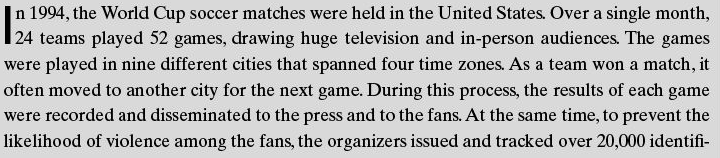 In 1994, the World Cup soccer matches were held in the United States. Over a single month,
24 teams played 52 games, drawing huge television and in-person audiences. The games
were played in nine different cities that spanned four time zones. As a team won a match, it
often moved to another city for the next game. During this process, the results of each game
were recorded and disseminated to the press and to the fans. At the same time, to prevent the
likelihood of violence among the fans, the organizers issued and tracked over 20,000 identifi-